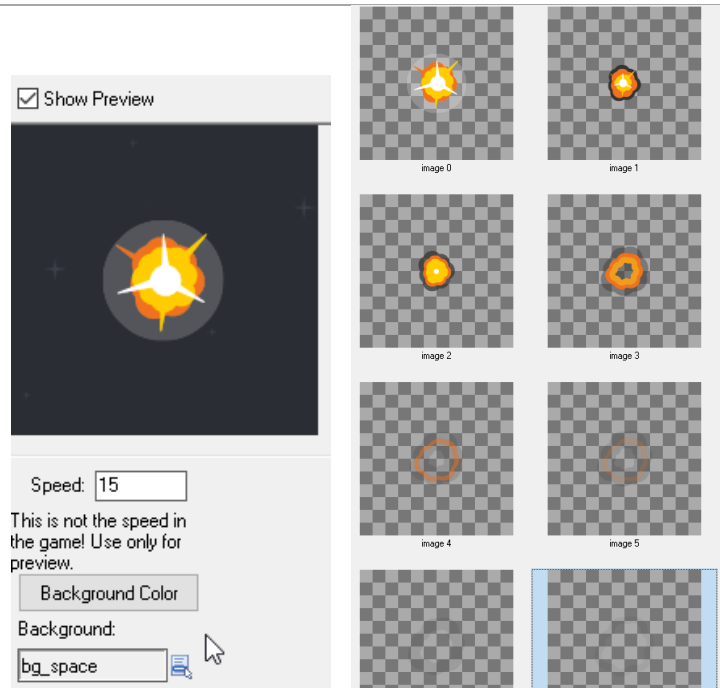 Show Preview
Speed: 15
This is not the speed in
the game! Use only for
preview.
Background Color
Background:
bg_space
image 0
image 1
image 2
image 3
image 4
image 5